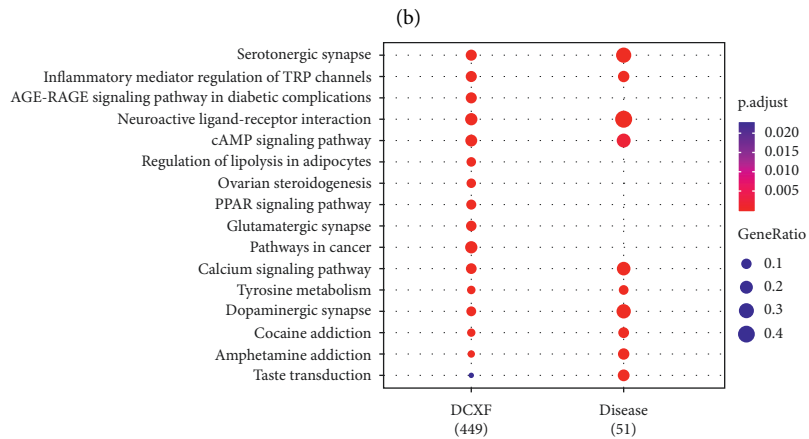 (b)
Serotonergic synapse
Inflammatory mediator regulation of TRP channels
AGE-RAGE signaling pathway in diabetic complications
Neuroactive ligand-receptor interaction
cAMP signaling pathway
Regulation of lipolysis in adipocytes
Ovarian steroidogenesis
PPAR signaling pathway
Glutamatergic synapse
Pathways in cancer
Calcium signaling pathway
Tyrosine metabolism
Dopaminergic synapse
Cocaine addiction
Amphetamine addiction
Taste transduction
DCXF
(449)
Disease
(51)
p.adjust
0.020
0.015
0.010
0.005
GeneRatio
0.1
0.2
0.3
0.4